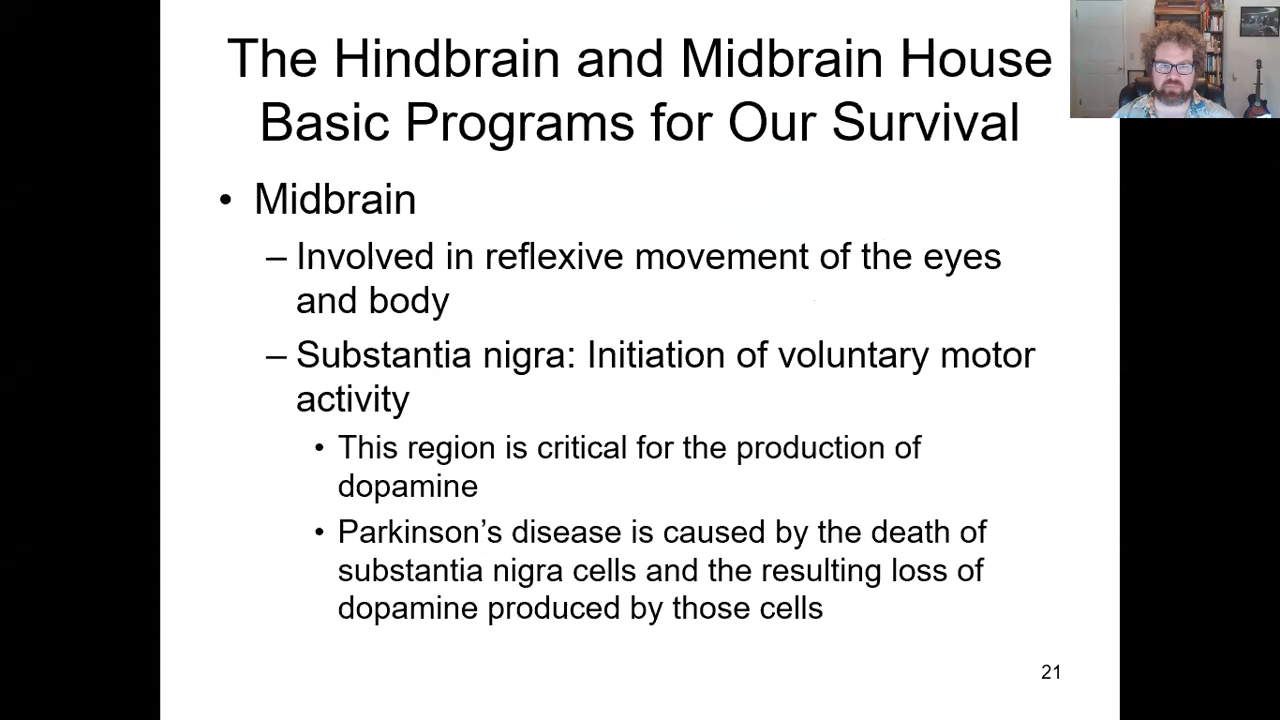 The Hindbrain and Midbrain House
Basic Programs for Our Survival
• Midbrain
– Involved in reflexive movement of the eyes
and body
– Substantia nigra: Initiation of voluntary motor
activity
• This region is critical for the production of
dopamine
• Parkinson’s disease is caused by the death of
substantia nigra cells and the resulting loss of
dopamine produced by those cells
21